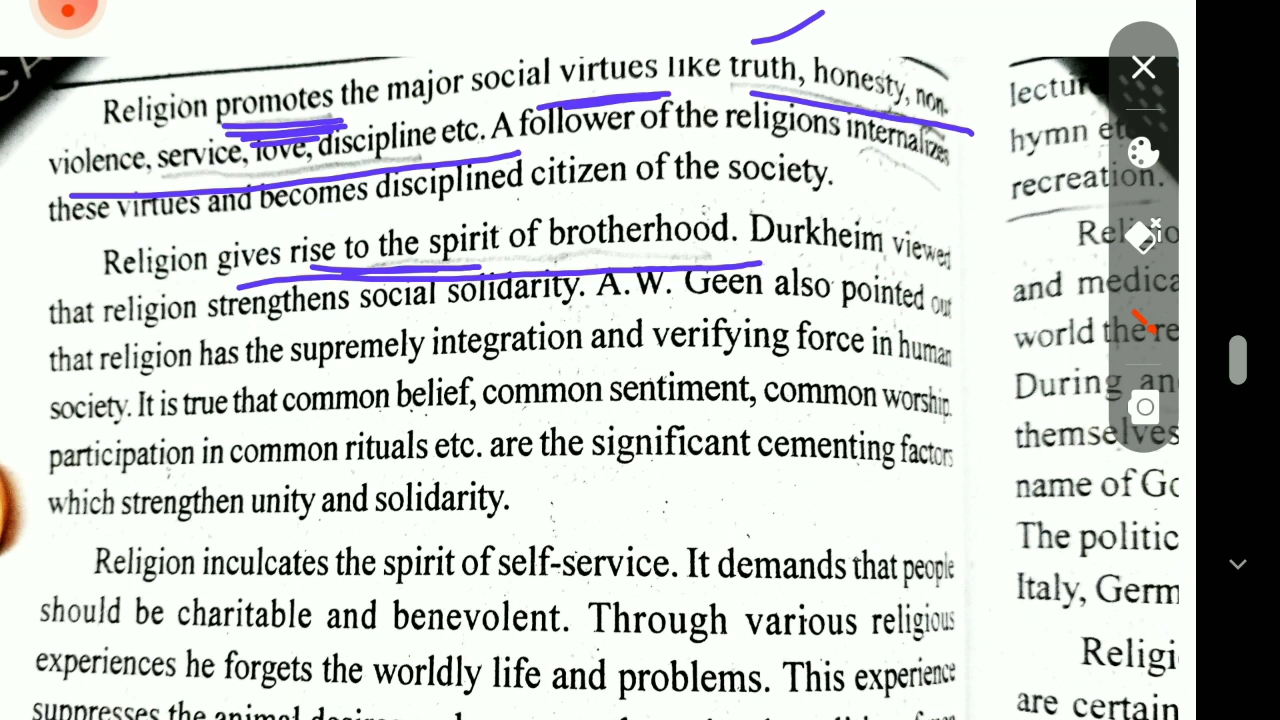 Religion promotes the major social virtues like truth, honesty, non-
violence, service, love, discipline etc. A follower of the religions internalizes
these virtues and becomes disciplined citizen of the society.
Religion gives rise to the spirit of brotherhood. Durkheim viewed
that religion strengthens social solidarity. A.W. Geen also pointed out
that religion has the supremely integration and verifying force in human
society. It is true that common belief, common sentiment, common worship,
participation in common rituals etc. are the significant cementing factors
which strengthen unity and solidarity.
Religion inculcates the spirit of self-service. It demands that people
should be charitable and benevolent. Through various religious
experiences he forgets the worldly life and problems. This experience
suppresses the animal
hymn
recreation.
and medica
world the re
During an
themselves
name of Go
The politic
Italy, Germ
Religi
are certain